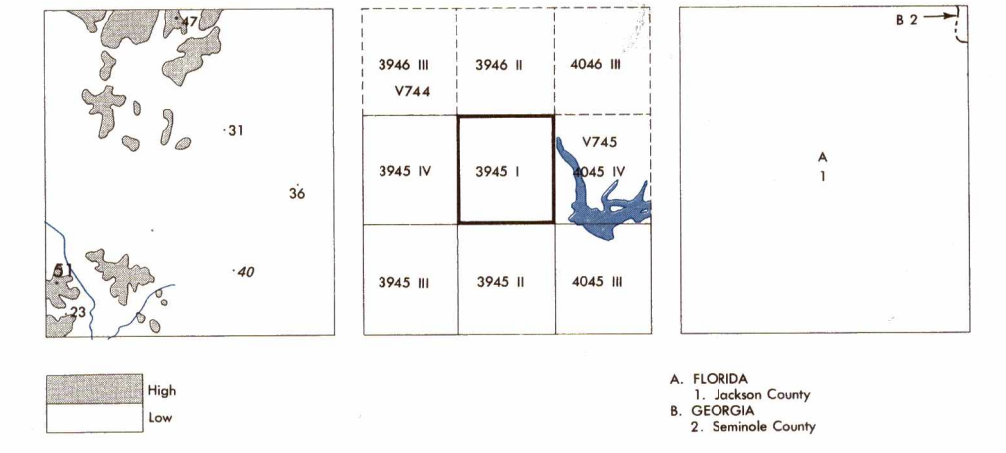 47
31
36
40
51
23
High
Low
3946 III
3946 II
4046 III
V744
3945 IV
3945 I
V745
4045 IV
3945 III
3945 II
4045 III
B 2
A
1
A. FLORIDA
1. Jackson County
B. GEORGIA
2. Seminole County